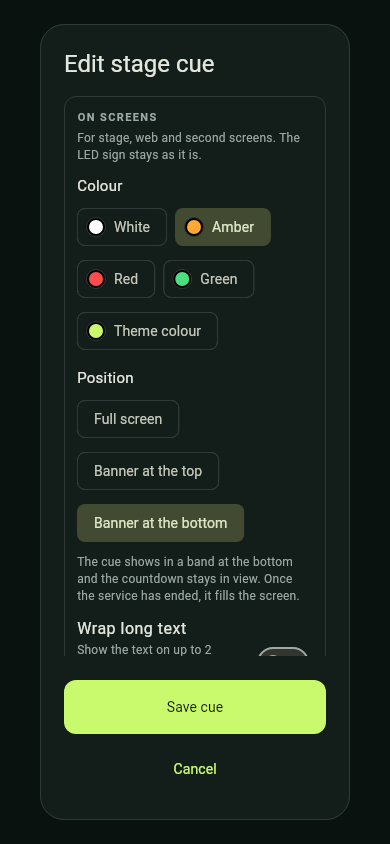 Edit stage cue
ON SCREENS
For stage, web and second screens. The
LED sign stays as it is.
Colour
White
Amber
Red
Green
Theme colour
Position
Full screen
Banner at the top
Banner at the bottom
The cue shows in a band at the bottom
and the countdown stays in view. Once
the service has ended, it fills the screen.
Wrap long text
Show the text on up to 2
Save cue
Cancel